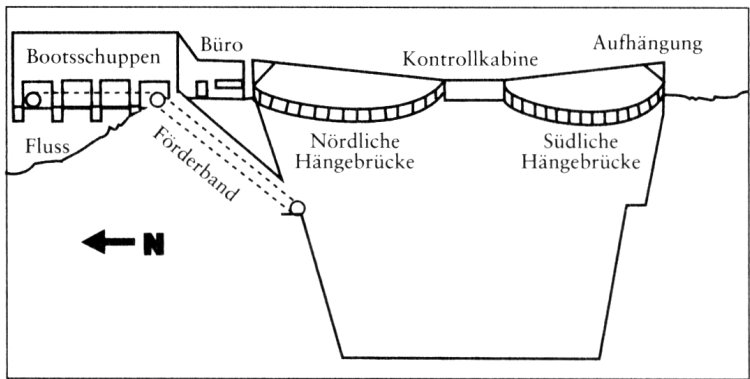 Bootsschuppen
Büro
Kontrollkabine
Aufhängung
Fluss
Förderband
Nördliche
Hängebrücke
Südliche
Hängebrücke
N